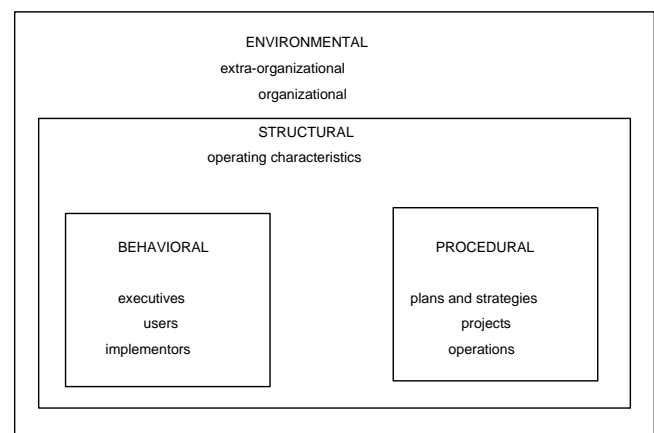 ENVIRONMENTAL
extra-organizational
organizational
STRUCTURAL
operating characteristics
BEHAVIORAL
executives
users
implementors
PROCEDURAL
plans and strategies
projects
operations